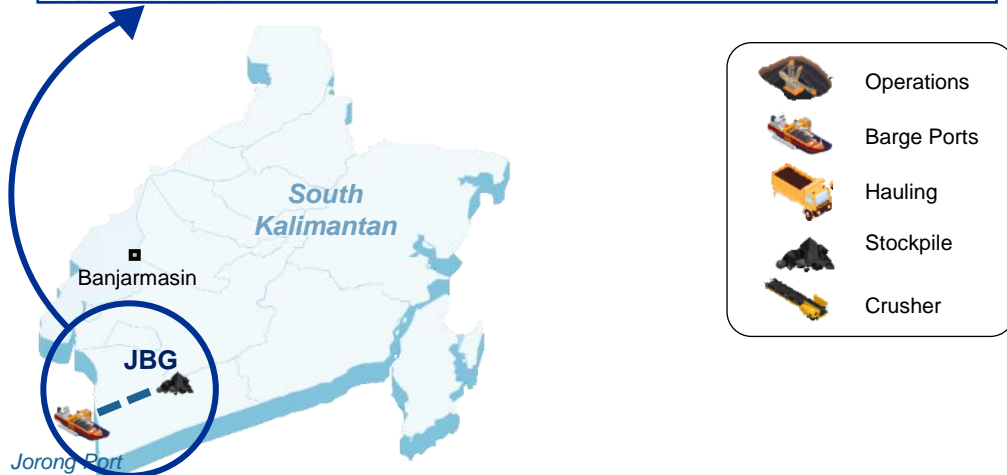 South
Kalimantan
Banjarmasin
JBG
Jorong Port
Operations
Barge Ports
Hauling
Stockpile
Crusher